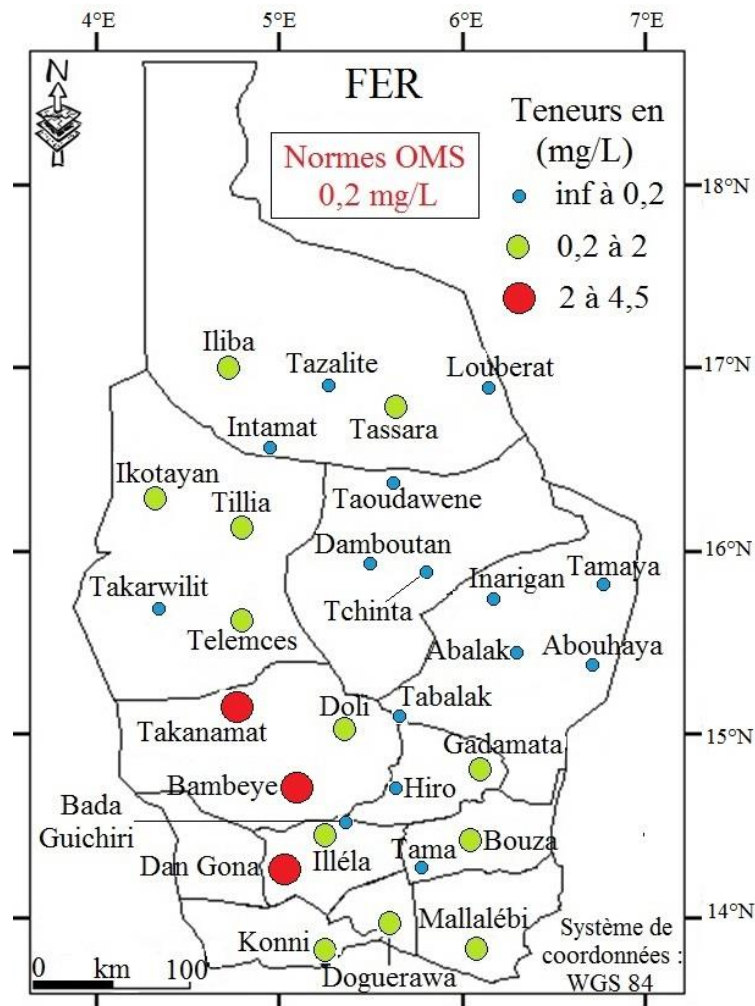 4°E 5°E 6°E 7°E
N
FER
Teneurs en
(mg/L)
Normes OMS
0,2 mg/L
inf à 0,2
18°N
0,2 à 2
2 à 4,5
Iliba
Tazalite
Louberat
17°N
Intamat
Tassara
Ikotayan
Tillia
Taoudawene
Damboutan
16°N
Takarwilit
Tchinta
Inarigan
Tamaya
Telemces
Abalak
Abouhaya
Takanamat
Doli
Tabalak
15°N
Gadamata
Bambeye
Hiro
Bada
Guichiri
Illéla
Tama
Bouza
Dan Gona
14°N
Konni
Mallalébi
Doguerawa
Système de
coordonnées :
WGS 84
0 km 100